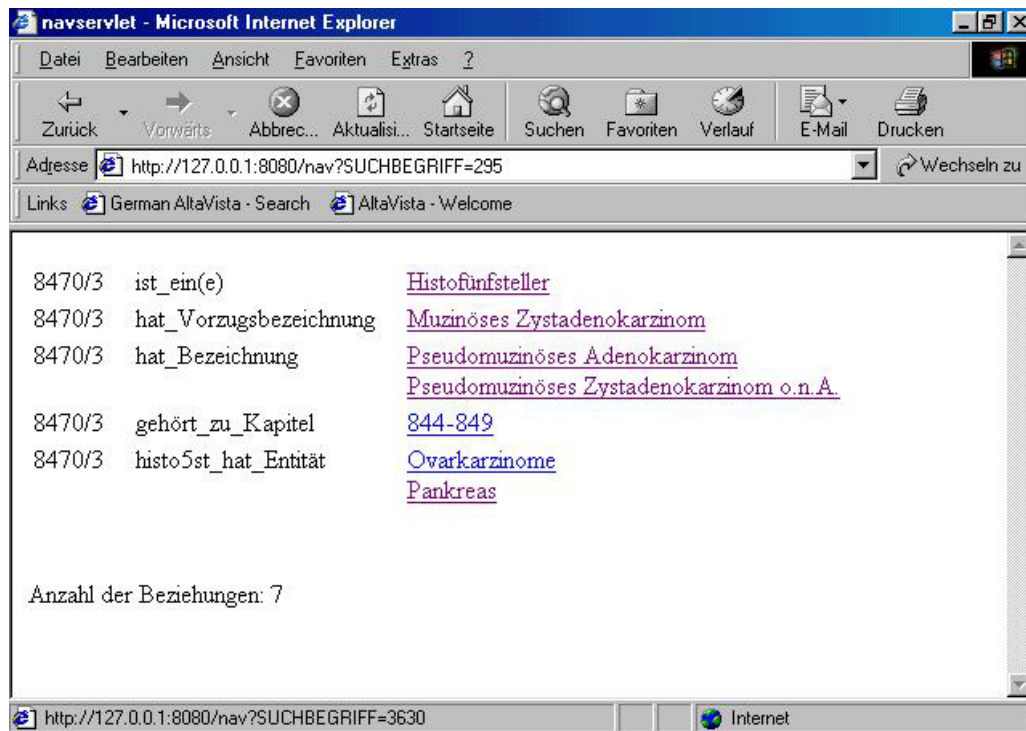 navservlet - Microsoft Internet Explorer
Datei Bearbeiten Ansicht Favoriten Extras ?
Zurück Vorwärts Abbrec... Aktualisi... Startseite Suchen Favoriten Verlauf E-Mail Drucken
Adresse http://127.0.0.1:8080/nav?SUCHBEGRIFF=295 Wechseln zu
Links German AltaVista - Search AltaVista - Welcome
8470/3 ist_ein(e) Histofünfsteller
8470/3 hat_Vorzugsbezeichnung Muzinöses Zystadenokarzinom
8470/3 hat_Bezeichnung Pseudomuzinöses Adenokarzinom
Pseudomuzinöses Zystadenokarzinom o.n.A.
8470/3 gehört_zu_Kapitel 844-849
8470/3 histo5st_hat_Entität Ovarkarzinome
Pankreas
Anzahl der Beziehungen: 7
http://127.0.0.1:8080/nav?SUCHBEGRIFF=3630 Internet